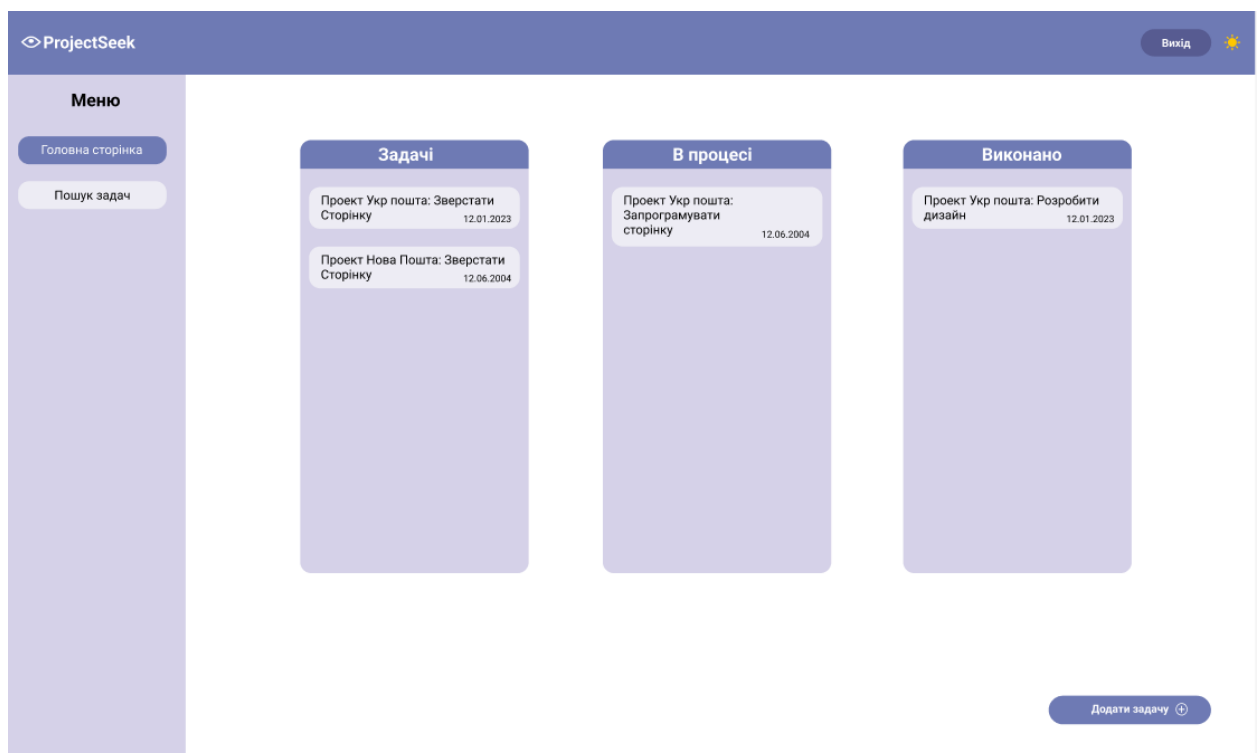 ProjectSeek
Вихід
Меню
Головна сторінка
Пошук задач
Задачі
Проект Укр пошта: Зверстати
Сторінку
12.01.2023
Проект Нова Пошта: Зверстати
Сторінку
12.06.2004
В процесі
Проект Укр пошта:
Запрограмувати
сторінку
12.06.2004
Виконано
Проект Укр пошта: Розробити
дизайн
12.01.2023
Додати задачу